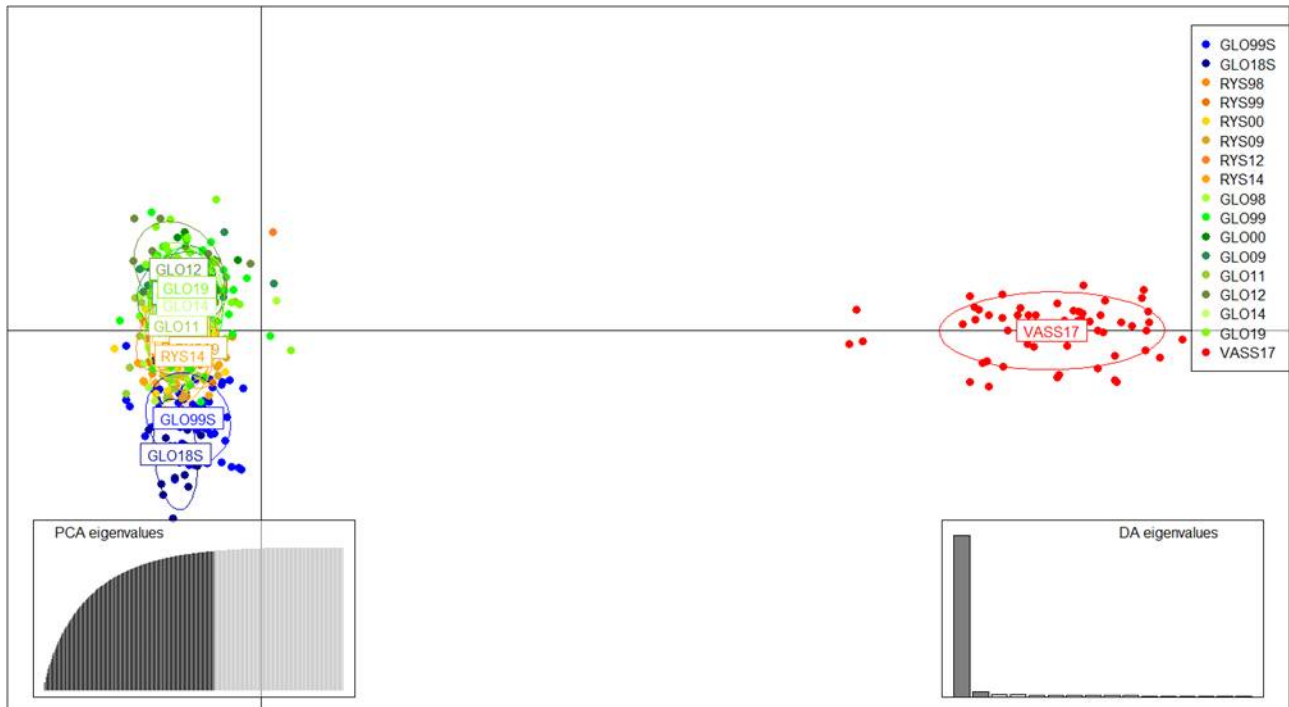 GLO99S
GLO18S
RYS98
RYS99
RYS00
RYS09
RYS12
RYS14
GLO98
GLO99
GLO00
GLO09
GLO11
GLO12
GLO14
GLO19
VASS17
GLO12
GLO19
GLO14
GLO11
VASS17
RYS14
GLO99S
GLO18S
PCA eigenvalues
DA eigenvalues